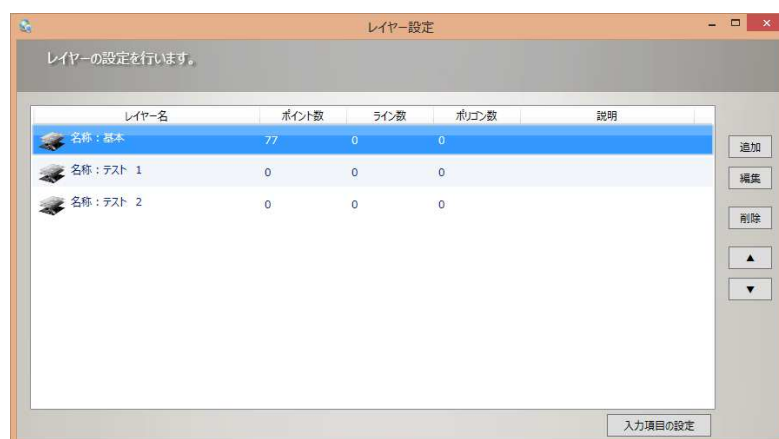 レイヤー設定
レイヤーの設定を行います。
レイヤー名 ポイント数 ライン数 ポリゴン数 説明
名称：基本 77 0 0
名称：テスト 1 0 0 0
名称：テスト 2 0 0 0
追加
編集
削除
▲
▼
入力項目の設定